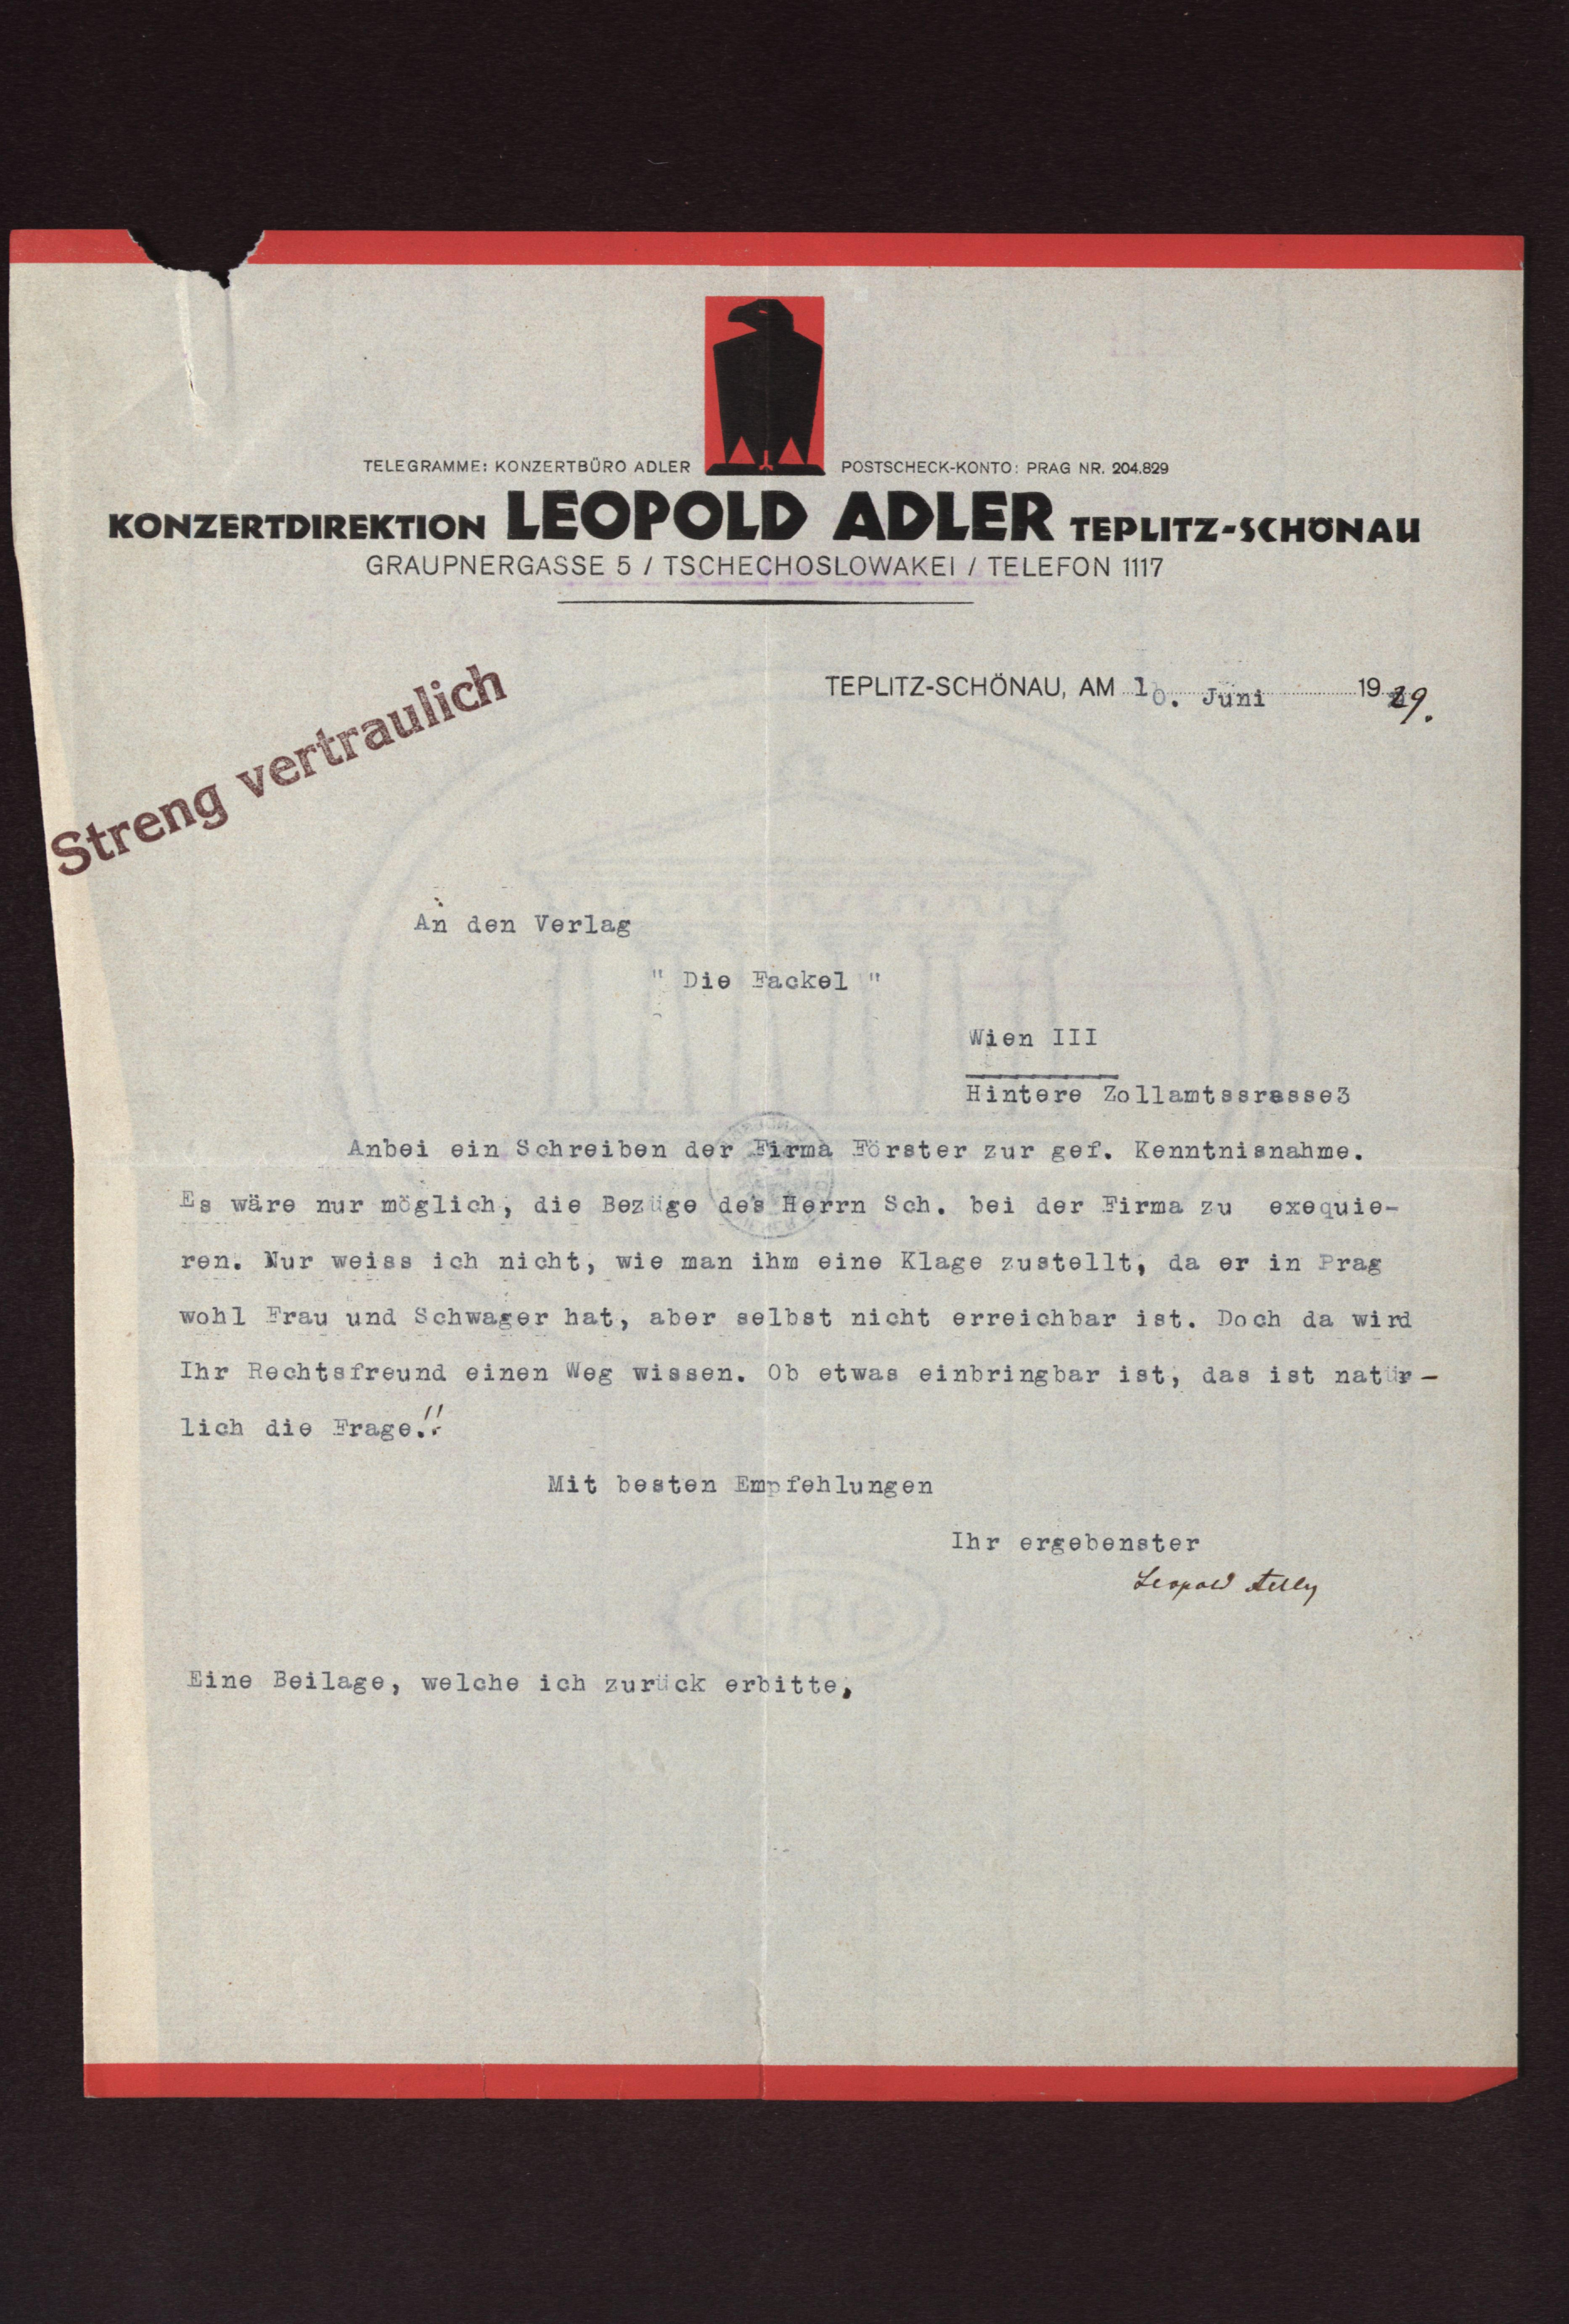 TELEGRAMME: KONZERTBÜRO ADLER POSTSCHECK-KONTO: PRAG NR. 204.829
KONZERTDIREKTION LEOPOLD ADLER TEPLITZ-SCHÖNAU
GRAUPNERGASSE 5 / TSCHECHOSLOWAKEI / TELEFON 1117
TEPLITZ-SCHÖNAU, AM 10. Juni 1929.
Streng vertraulich
An den Verlag
" Die Fackel "
Wien III
Hintere Zollamtssrasse3
Anbei ein Schreiben der Firma Förster zur gef. Kenntnisnahme.
Es wäre nur möglich, die Bezüge des Herrn Sch. bei der Firma zu exequie-
ren. Nur weiss ich nicht, wie man ihm eine Klage zustellt, da er in Prag
wohl Frau und Schwager hat, aber selbst nicht erreichbar ist. Doch da wird
Ihr Rechtsfreund einen Weg wissen. Ob etwas einbringbar ist, das ist natür-
lich die Frage.!!
Mit besten Empfehlungen
Ihr ergebenster
Leopold Adler
Eine Beilage, welche ich zurück erbitte,